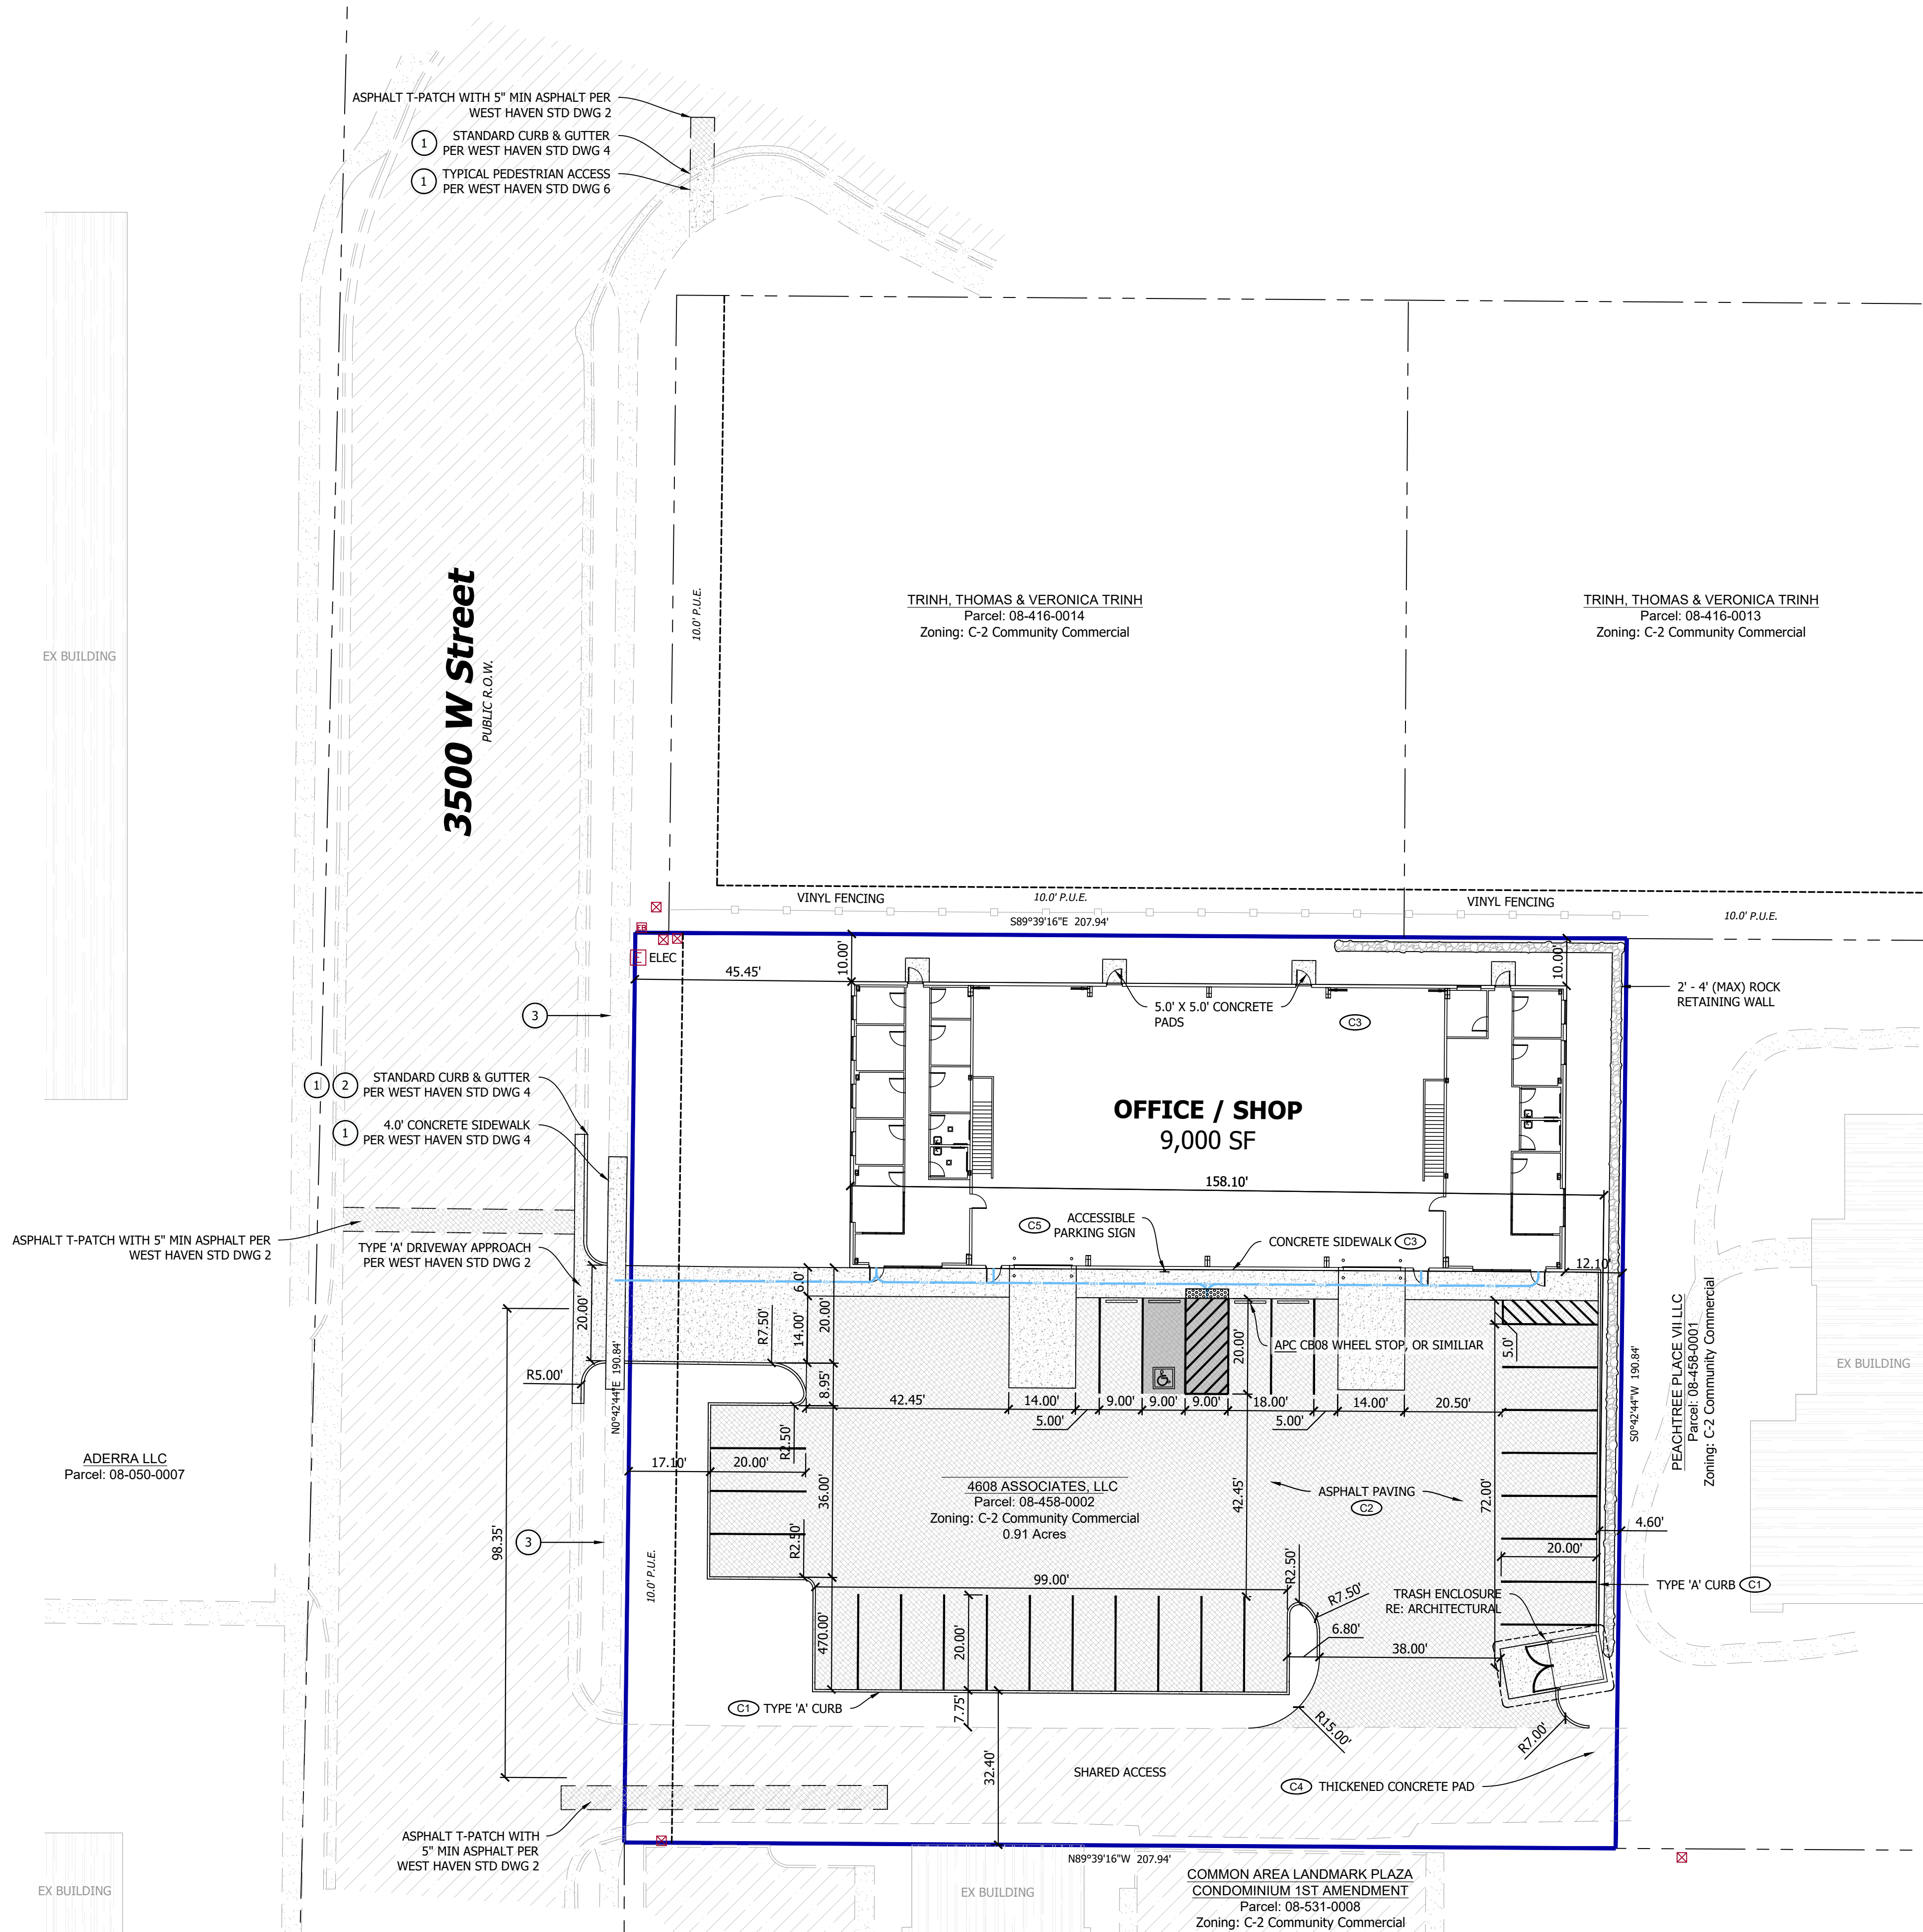 ASPHALT T-PATCH WITH 5" MIN ASPHALT PER
WEST HAVEN STD DWG 2
1
STANDARD CURB & GUTTER
PER WEST HAVEN STD DWG 4
1
TYPICAL PEDESTRIAN ACCESS
PER WEST HAVEN STD DWG 6
EX BUILDING
3500 W Street
PUBLIC R.O.W.
10.0' P.U.E.
TRINH, THOMAS & VERONICA TRINH
Parcel: 08-416-0014
Zoning: C-2 Community Commercial
TRINH, THOMAS & VERONICA TRINH
Parcel: 08-416-0013
Zoning: C-2 Community Commercial
VINYL FENCING
10.0' P.U.E.
VINYL FENCING
10.0' P.U.E.
S89°39'16"E 207.94'
ELEC
45.45'
10.00'
10.00'
2' - 4' (MAX) ROCK
RETAINING WALL
5.0' X 5.0' CONCRETE
PADS
C3
3
1
2
STANDARD CURB & GUTTER
PER WEST HAVEN STD DWG 4
1
4.0' CONCRETE SIDEWALK
PER WEST HAVEN STD DWG 4
OFFICE / SHOP
9,000 SF
158.10'
ASPHALT T-PATCH WITH 5" MIN ASPHALT PER
WEST HAVEN STD DWG 2
TYPE 'A' DRIVEWAY APPROACH
PER WEST HAVEN STD DWG 2
C5
ACCESSIBLE
PARKING SIGN
CONCRETE SIDEWALK
C3
12.10'
6.0'
20.00'
14.00'
20.00'
R7.50'
8.95'
R5.00'
N0°42'44"E 190.84'
APC CB08 WHEEL STOP, OR SIMILIAR
20.00'
5.0'
42.45'
14.00'
5.00'
9.00'
9.00'
9.00'
18.00'
5.00'
14.00'
20.50'
S0°42'44"W 190.84'
PEACHTREE PLACE VII LLC
Parcel: 08-458-0001
Zoning: C-2 Community Commercial
EX BUILDING
ADERRA LLC
Parcel: 08-050-0007
17.10'
20.00'
R2.50'
36.00'
R2.50'
4608 ASSOCIATES, LLC
Parcel: 08-458-0002
Zoning: C-2 Community Commercial
0.91 Acres
42.45'
ASPHALT PAVING
C2
72.00'
4.60'
20.00'
98.35'
3
10.0' P.U.E.
99.00'
R2.50'
R7.50'
TRASH ENCLOSURE
RE: ARCHITECTURAL
TYPE 'A' CURB
C1
470.00'
20.00'
6.80'
38.00'
C1
TYPE 'A' CURB
7.75'
R15.00'
R7.00'
32.40'
SHARED ACCESS
C4
THICKENED CONCRETE PAD
ASPHALT T-PATCH WITH
5" MIN ASPHALT PER
WEST HAVEN STD DWG 2
N89°39'16"W 207.94'
EX BUILDING
EX BUILDING
COMMON AREA LANDMARK PLAZA
CONDOMINIUM 1ST AMENDMENT
Parcel: 08-531-0008
Zoning: C-2 Community Commercial